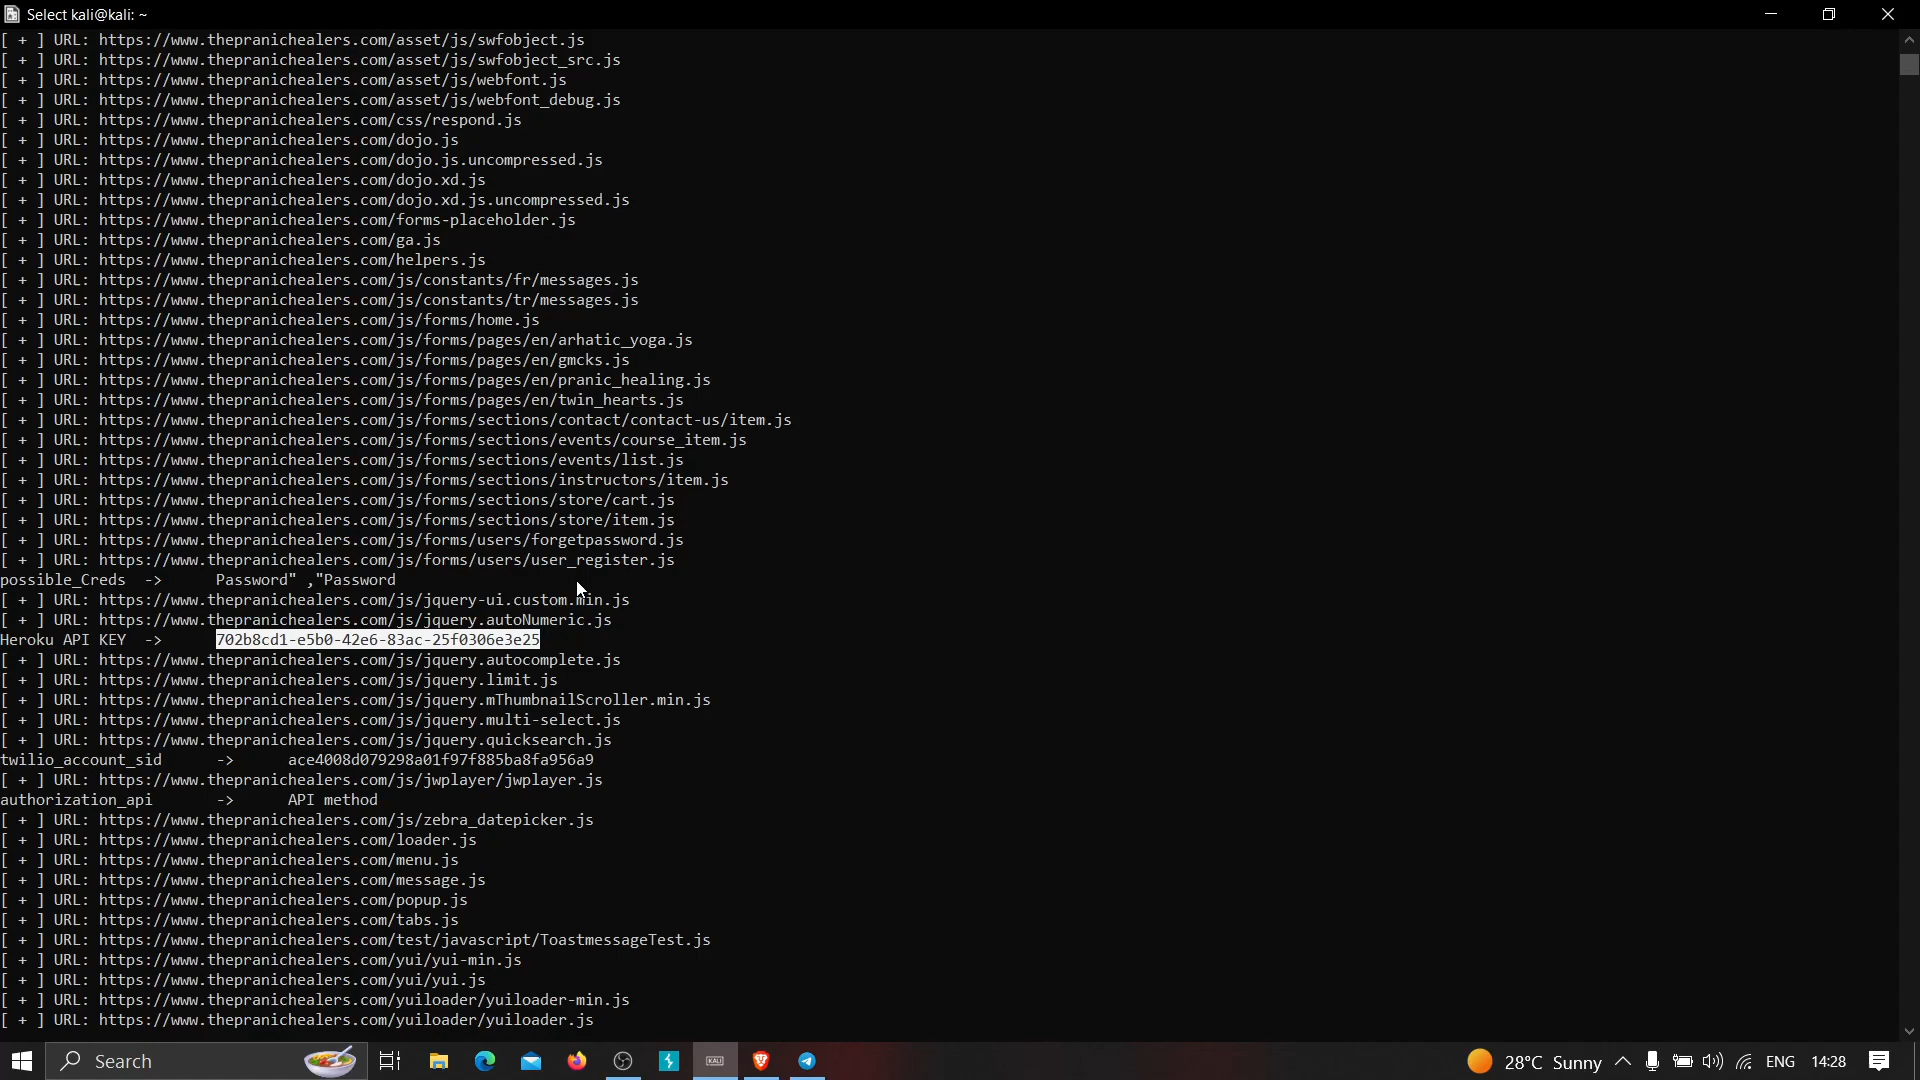 Select kali@kali: ~
[ + ] URL: https://www.thepranichealers.com/asset/js/swfobject.js
[ + ] URL: https://www.thepranichealers.com/asset/js/swfobject_src.js
[ + ] URL: https://www.thepranichealers.com/asset/js/webfont.js
[ + ] URL: https://www.thepranichealers.com/asset/js/webfont_debug.js
[ + ] URL: https://www.thepranichealers.com/css/respond.js
[ + ] URL: https://www.thepranichealers.com/dojo.js
[ + ] URL: https://www.thepranichealers.com/dojo.js.uncompressed.js
[ + ] URL: https://www.thepranichealers.com/dojo.xd.js
[ + ] URL: https://www.thepranichealers.com/dojo.xd.js.uncompressed.js
[ + ] URL: https://www.thepranichealers.com/forms-placeholder.js
[ + ] URL: https://www.thepranichealers.com/ga.js
[ + ] URL: https://www.thepranichealers.com/helpers.js
[ + ] URL: https://www.thepranichealers.com/js/constants/fr/messages.js
[ + ] URL: https://www.thepranichealers.com/js/constants/tr/messages.js
[ + ] URL: https://www.thepranichealers.com/js/forms/home.js
[ + ] URL: https://www.thepranichealers.com/js/forms/pages/en/arhatic_yoga.js
[ + ] URL: https://www.thepranichealers.com/js/forms/pages/en/gmcks.js
[ + ] URL: https://www.thepranichealers.com/js/forms/pages/en/pranic_healing.js
[ + ] URL: https://www.thepranichealers.com/js/forms/pages/en/twin_hearts.js
[ + ] URL: https://www.thepranichealers.com/js/forms/sections/contact/contact-us/item.js
[ + ] URL: https://www.thepranichealers.com/js/forms/sections/events/course_item.js
[ + ] URL: https://www.thepranichealers.com/js/forms/sections/events/list.js
[ + ] URL: https://www.thepranichealers.com/js/forms/sections/instructors/item.js
[ + ] URL: https://www.thepranichealers.com/js/forms/sections/store/cart.js
[ + ] URL: https://www.thepranichealers.com/js/forms/sections/store/item.js
[ + ] URL: https://www.thepranichealers.com/js/forms/users/forgetpassword.js
[ + ] URL: https://www.thepranichealers.com/js/forms/users/user_register.js
possible_Creds -> Password" ,"Password
[ + ] URL: https://www.thepranichealers.com/js/jquery-ui.custom.min.js
[ + ] URL: https://www.thepranichealers.com/js/jquery.autoNumeric.js
Heroku API KEY -> 702b8cd1-e5b0-42e6-83ac-25f0306e3e25
[ + ] URL: https://www.thepranichealers.com/js/jquery.autocomplete.js
[ + ] URL: https://www.thepranichealers.com/js/jquery.limit.js
[ + ] URL: https://www.thepranichealers.com/js/jquery.mThumbnailScroller.min.js
[ + ] URL: https://www.thepranichealers.com/js/jquery.multi-select.js
[ + ] URL: https://www.thepranichealers.com/js/jquery.quicksearch.js
twilio_account_sid -> ace4008d079298a01f97f885ba8fa956a9
[ + ] URL: https://www.thepranichealers.com/js/jwplayer/jwplayer.js
authorization_api -> API method
[ + ] URL: https://www.thepranichealers.com/js/zebra_datepicker.js
[ + ] URL: https://www.thepranichealers.com/loader.js
[ + ] URL: https://www.thepranichealers.com/menu.js
[ + ] URL: https://www.thepranichealers.com/message.js
[ + ] URL: https://www.thepranichealers.com/popup.js
[ + ] URL: https://www.thepranichealers.com/tabs.js
[ + ] URL: https://www.thepranichealers.com/test/javascript/ToastmessageTest.js
[ + ] URL: https://www.thepranichealers.com/yui/yui-min.js
[ + ] URL: https://www.thepranichealers.com/yui/yui.js
[ + ] URL: https://www.thepranichealers.com/yuiloader/yuiloader-min.js
[ + ] URL: https://www.thepranichealers.com/yuiloader/yuiloader.js
Search KALI 28°C Sunny ENG 14:28